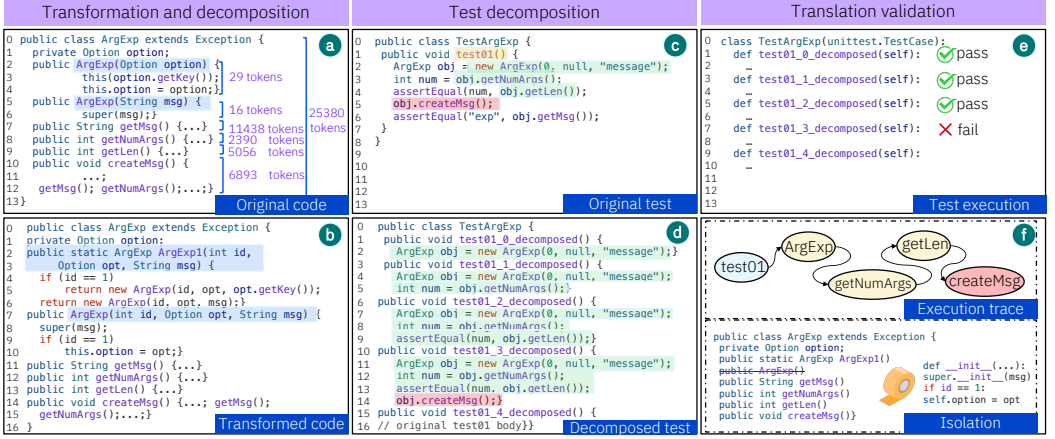 Transformation and decomposition
Test decomposition
Translation validation
a
0 public class ArgExp extends Exception {
1 private Option option;
2 public ArgExp(Option option) {
3 this(option.getKey());
4 this.option = option;}
5 public ArgExp(String msg) {
6 super(msg);}
7 public String getMsg() {...}
8 public int getNumArgs() {...}
9 public int getLen() {...}
10 public void createMsg() {
11 ...;
12 getMsg(); getNumArgs();...;}
13}
29 tokens
16 tokens
11438 tokens
2390 tokens
5056 tokens
6893 tokens
25380
tokens
Original code
c
0 public class TestArgExp {
1 public void test01() {
2 ArgExp obj = new ArgExp(0, null, "message");
3 int num = obj.getNumArgs():
4 assertEqual(num, obj.getLen());
5 obj.createMsg();
6 assertEqual("exp", obj.getMsg());
7 }
8 }
9
10
11
12
13
Original test
e
0 class TestArgExp(unittest.TestCase):
1 def test01_0_decomposed(self): pass
2 …
3 def test01_1_decomposed(self): pass
4 …
5 def test01_2_decomposed(self): pass
6 …
7 def test01_3_decomposed(self): fail
8 …
9 def test01_4_decomposed(self):
10 …
11
12
13
Test execution
b
0 public class ArgExp extends Exception {
1 private Option option;
2 public static ArgExp ArgExp1(int id,
3 Option opt, String msg) {
4 if (id == 1)
5 return new ArgExp(id, opt, opt.getKey());
6 return new ArgExp(id, opt, msg);}
7 public ArgExp(int id, Option opt, String msg) {
8 super(msg);
9 if (id == 1)
10 this.option = opt;}
11 public String getMsg() {...}
12 public int getNumArgs() {...}
13 public int getLen() {...}
14 public void createMsg() {...; getMsg();
15 getNumArgs();...;}
16 }
Transformed code
d
0 public class TestArgExp {
1 public void test01_0_decomposed() {
2 ArgExp obj = new ArgExp(0, null, "message");}
3 public void test01_1_decomposed() {
4 ArgExp obj = new ArgExp(0, null, "message");
5 int num = obj.getNumArgs();}
6 public void test01_2_decomposed() {
7 ArgExp obj = new ArgExp(0, null, "message");
8 int num = obj.getNumArgs();
9 assertEqual(num, obj.getLen());}
10 public void test01_3_decomposed() {
11 ArgExp obj = new ArgExp(0, null, "message");
12 int num = obj.getNumArgs();
13 assertEqual(num, obj.getLen());
14 obj.createMsg();}
15 public void test01_4_decomposed() {
16 // original test01 body}}
Decomposed test
f
test01
ArgExp
getNumArgs
getLen
createMsg
Execution trace
public class ArgExp extends Exception {
private Option option;
public static ArgExp ArgExp1()
public ArgExp()
public String getMsg()
public int getNumArgs()
public int getLen()
public void createMsg()}
def __init__(...):
super.__init__(msg)
if id == 1:
self.option = opt
Isolation